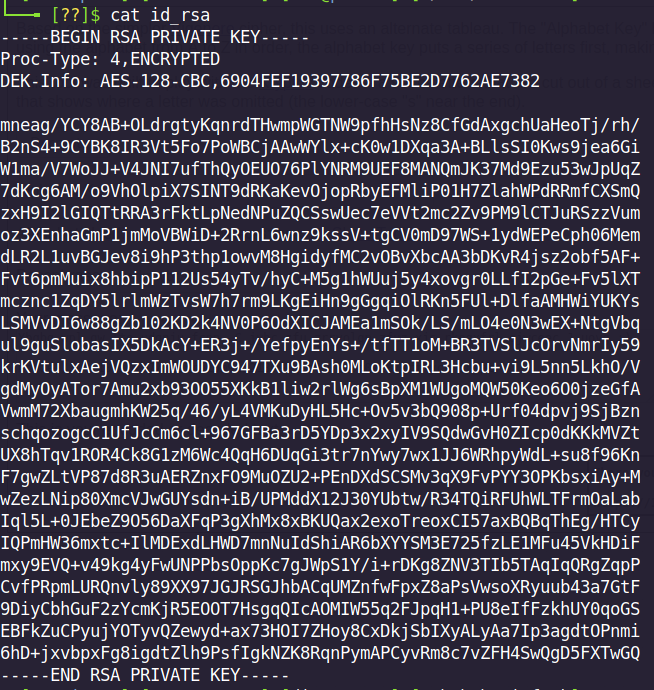 [??]$ cat id_rsa
-----BEGIN RSA PRIVATE KEY-----
Proc-Type: 4,ENCRYPTED
DEK-Info: AES-128-CBC,6904FEF19397786F75BE2D7762AE7382
mneag/YCY8AB+OLdrgtyKqnrdTHwmpWGTNW9pfhHsNz8CfGdAxgchUaHeoTj/rh/
B2nS4+9CYBK8IR3Vt5Fo7PoWBCjAAwWYlx+cK0w1DXqa3A+BLlsSI0Kws9jea6Gi
W1ma/V7WoJJ+V4JNI7ufThQyOEUO76PlYNRM9UEF8MANQmJK37Md9Ezu53wJpUqZ
7dKcg6AM/o9VhOlpiX7SINT9dRKaKevOjopRbyEFMliP01H7ZlahWPdRRmfCXSmQ
zxH9I2lGIQTtRRA3rFktLpNedNPuZQCSswUec7eVVt2mc2Zv9PM9lCTJuRSzzVum
oz3XEnhaGmP1jmMoVBWiD+2RrnL6wnz9kssV+tgCV0mD97WS+1ydWEPeCph06Mem
dLR2L1uvBGJev8i9hP3thp1owvM8HgidyfMC2vOBvXbcAA3bDKvR4jsz2obf5AF+
Fvt6pmMuix8hbipP112Us54yTv/hyC+M5g1hWUuj5y4xovgr0LLfI2pGe+Fv5lXT
mcznc1ZqDY5lrlmWzTvsW7h7rm9LKgEiHn9gGgqiOlRKn5FUl+DlfaAMHWiYUKYs
LSMVvDI6w88gZb102KD2k4NV0P6OdXICJAMEa1mSOk/LS/mLO4e0N3wEX+NtgVbq
ul9guSlobasIX5DkAcY+ER3j+/YefpyEnYs+/tfTT1oM+BR3TVSlJcOrvNmrIy59
krKVtulxAejVQzxImWOUDYC947TXu9BAsh0MLoKtpIRL3Hcbu+vi9L5nn5LkhO/V
gdMyOyATor7Amu2xb93OO55XKkB1liw2rlWg6sBpXM1WUgoMQW50Keo6O0jzeGfA
VwmM72XbaugmhKW25q/46/yL4VMKuDyHL5Hc+Ov5v3bQ908p+Urf04dpvj9SjBzn
schqozogcC1UfJcCm6cl+967GFBa3rD5YDp3x2xyIV9SQdwGvH0ZIcp0dKKkMVZt
UX8hTqv1ROR4Ck8G1zM6Wc4QqH6DUqGi3tr7nYwy7wx1JJ6WRhpyWdL+su8f96Kn
F7gwZLtVP87d8R3uAERZnxFO9MuOZU2+PEnDXdSCSMv3qX9FvPYY3OPKbsxiAy+M
wZezLNip80XmcVJwGUYsdn+iB/UPMddX12J30YUbtw/R34TQiRFUhWLTFrmOaLab
Iql5L+0JEbeZ9O56DaXFqP3gXhMx8xBKUQax2exoTreoxCI57axBQBqThEg/HTCy
IQPmHW36mxtc+IlMDExdLHWD7mnNuIdShiAR6bXYYSM3E725fzLE1MFu45VkHDiF
mxy9EVQ+v49kg4yFwUNPPbsOppKc7gJWpS1Y/i+rDKg8ZNV3TIb5TAqIqQRgZqpP
CvfPRpmLURQnvly89XX97JGJRSGJhbACqUMZnfwFpxZ8aPsVwsoXRyuub43a7GtF
9DiyCbhGuF2zYcmKjR5EOOT7HsgqQIcAOMIW55q2FJpqH1+PU8eIfFzkhUY0qoGS
EBFkZuCPyujYOTyvQZewyd+ax73HOI7ZHoy8CxDkjSbIXyALyAa7Ip3agdtOPnmi
6hD+jxvbpxFg8igdtZlh9PsfIgkNZK8RqnPymAPCyvRm8c7vZFH4SwQgD5FXTwGQ
-----END RSA PRIVATE KEY-----